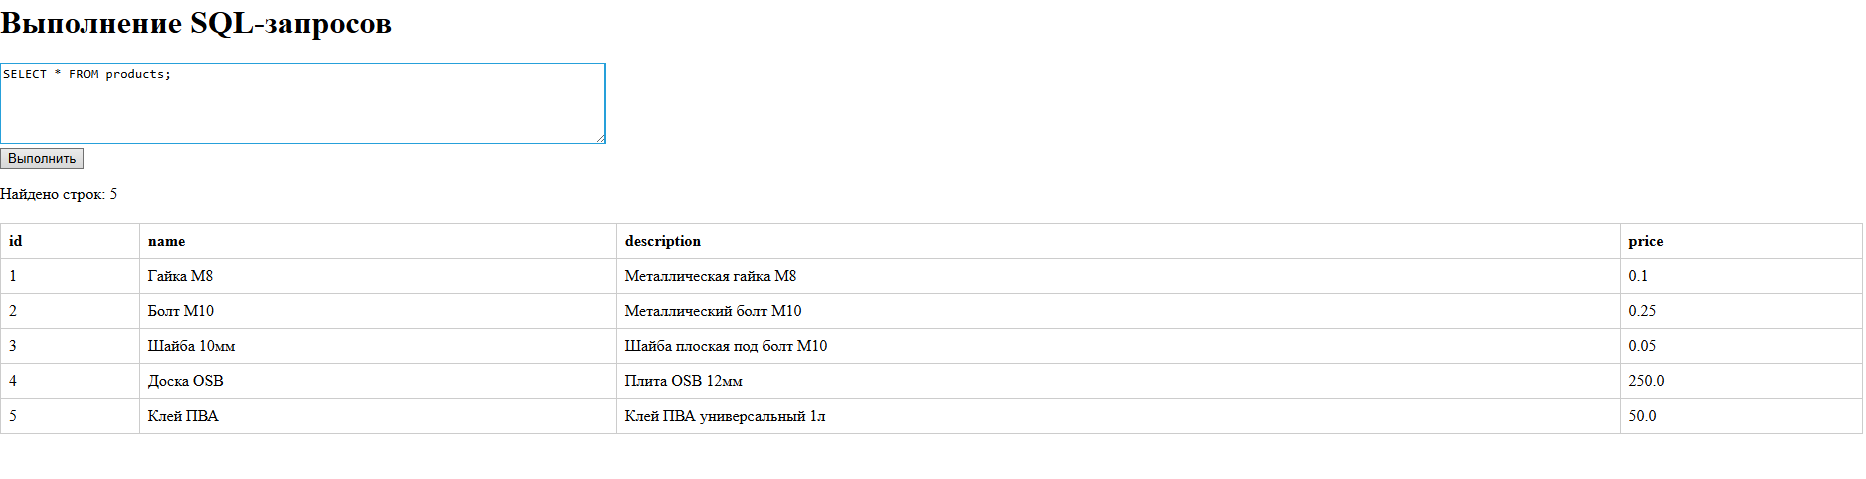 Выполнение SQL-запросов
SELECT * FROM products;
Выполнить
Найдено строк: 5
id name description price
1 Гайка М8 Металлическая гайка М8 0.1
2 Болт М10 Металлический болт М10 0.25
3 Шайба 10мм Шайба плоская под болт М10 0.05
4 Доска OSB Плита OSB 12мм 250.0
5 Клей ПВА Клей ПВА универсальный 1л 50.0